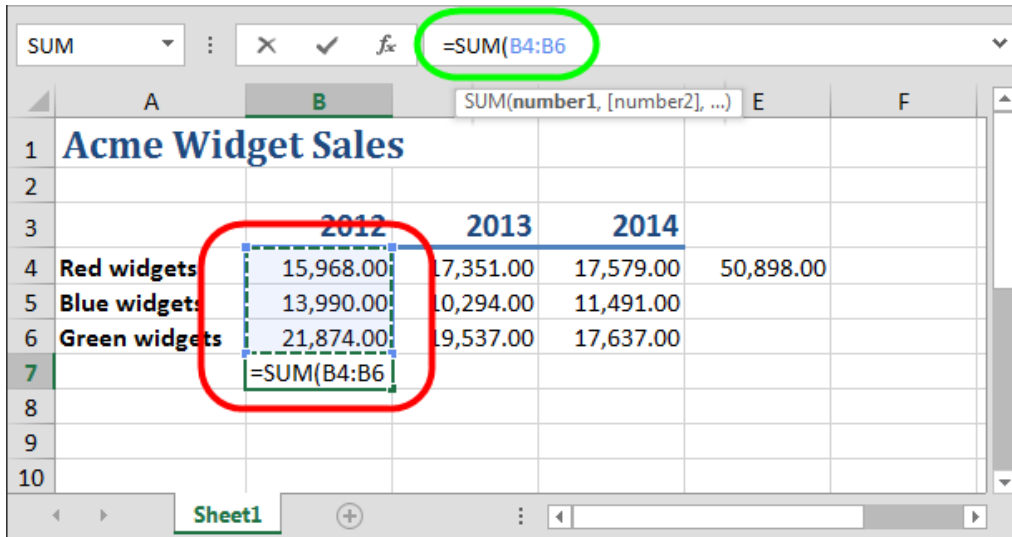 SUM fx =SUM(B4:B6
SUM(number1, [number2], ...)
A B E F
1 Acme Widget Sales
2
3 2012 2013 2014
4 Red widgets 15,968.00 17,351.00 17,579.00 50,898.00
5 Blue widgets 13,990.00 10,294.00 11,491.00
6 Green widgets 21,874.00 19,537.00 17,637.00
7 =SUM(B4:B6
8
9
10
Sheet1